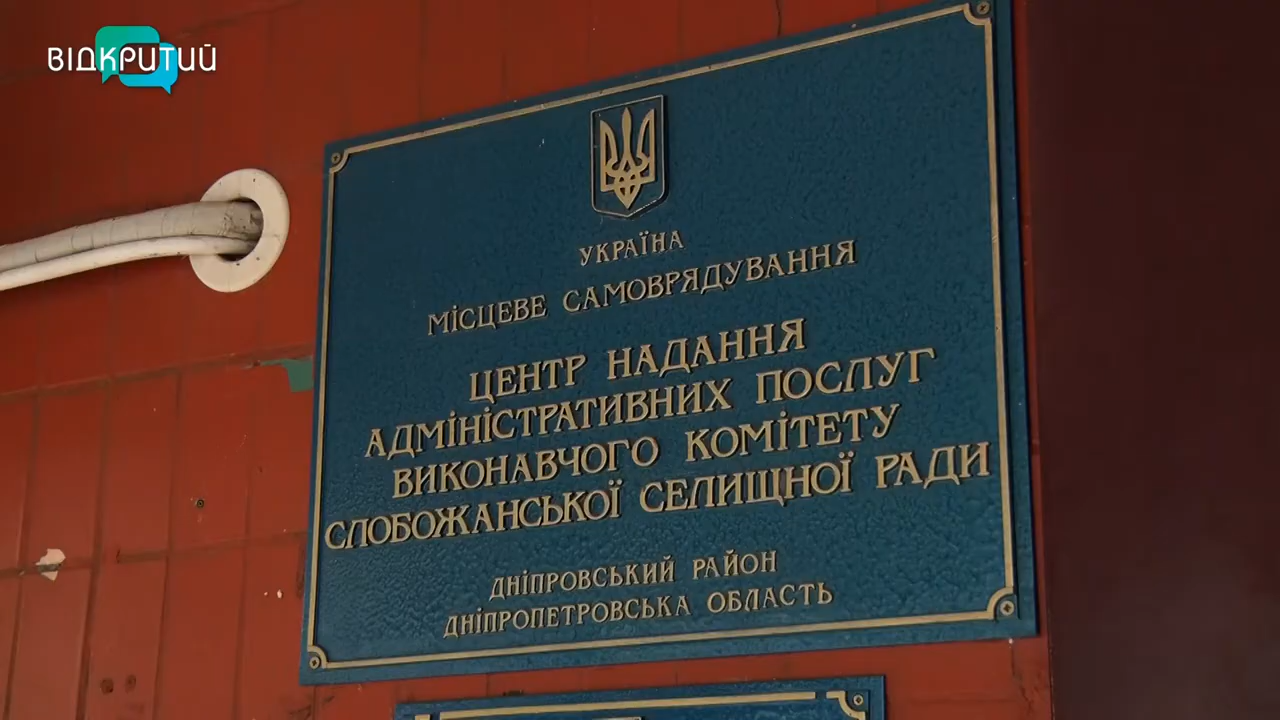 ВІДКРИТИЙ
УКРАЇНА
МІСЦЕВЕ САМОВРЯДУВАННЯ
ЦЕНТР НАДАННЯ
АДМІНІСТРАТИВНИХ ПОСЛУГ
ВИКОНАВЧОГО КОМІТЕТУ
СЛОБОЖАНСЬКОЇ СЕЛИЩНОЇ РАДИ
ДНІПРОВСЬКИЙ РАЙОН
ДНІПРОПЕТРОВСЬКА ОБЛАСТЬ